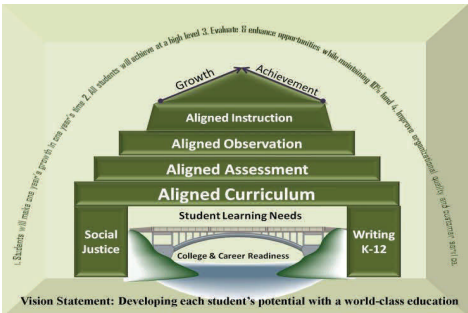 1. Students will make one year's growth in one year's time 2. All students will achieve at a high level 3. Evaluate & enhance opportunities while maintaining 10% fund 4. Improve organizational quality and customer service.
Growth
Achievement
Aligned Instruction
Aligned Observation
Aligned Assessment
Aligned Curriculum
Student Learning Needs
Social
Justice
College & Career Readiness
Writing
K-12
Vision Statement: Developing each student's potential with a world-class education